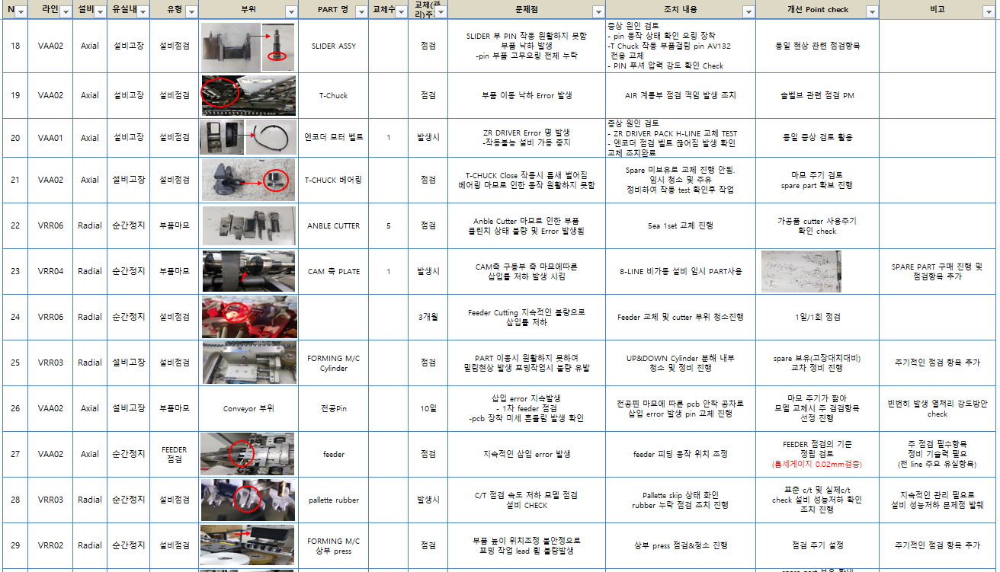 N 라인 설비 유실내 유형 부위 PART 명 교체수 교체(관리)주 문제점 조치 내용 개선 Point check 비고
18 VAA02 Axial 설비고장 설비점검 SLIDER ASSY 점검
SLIDER 부 PIN 작동 원활하지 못함
부품 낙하 발생
-pin 부품 고무오링 전체 누락
증상 원인 검토
- pin 동작 상태 확인 오링 장착
-T Chuck 작동 부품걸림 pin AV132
전용 교체
- PIN 푸셔 압력 강도 확인 Check
동일 현상 관련 점검항목
19 VAA02 Axial 설비고장 설비점검 T-Chuck 점검 부품 이동 낙하 Error 발생 AIR 계통부 점검 꺽임 발생 조치 솔벨브 관련 점검 PM
20 VAA01 Axial 설비고장 설비점검 엔코더 모터 벨트 1 발생시
ZR DRIVER Error 명 발생
-작동불능 설비 가동 중지
증상 원인 검토
- ZR DRIVER PACK H-LINE 교체 TEST
- 엔코더 점검 벨트 끊어짐 발생 확인
교체 조치완료
동일 증상 검토 활용
21 VAA02 Axial 설비고장 설비점검 T-CHUCK 베어링 점검
T-CHUCK Close 작동시 틈새 벌어짐
베어링 마모로 인한 동작 원활하지 못함
Spare 미보유로 교체 진행 안됨.
임시 청소 및 주유
정비하여 작동 test 확인후 작업
마모 주기 검토
spare part 확보 진행
22 VRR06 Radial 순간정지 부품마모 ANBLE CUTTER 5 점검
Anble Cutter 마모로 인한 부품
클린치 상태 불량 및 Error 발생됨
5ea 1set 교체 진행
가공품 cutter 사용주기
확인 check
23 VRR04 Radial 순간정지 부품마모 CAM 축 PLATE 1 발생시
CAM축 구동부 축 마모에따른
삽입률 저하 발생 시킴
8-LINE 비가동 설비 임시 PART사용
SPARE PART 구매 진행 및
점검항목 추가
24 VRR06 Radial 순간정지 설비점검 3개월
Feeder Cutting 지속적인 불량으로
삽입률 저하
Feeder 교체 및 cutter 부위 청소진행
1일/1회 점검
25 VRR03 Radial 설비고장 설비점검
FORMING M/C
Cylinder
점검
PART 이동시 원활하지 못하여
밀림현상 발생 포밍작업시 불량 유발
UP&DOWN Cylinder 분해 내부
청소 및 정비 진행
spare 보유(고장대치대비)
교차 정비 진행
주기적인 점검 항목 추가
26 VAA02 Axial 설비고장 부품마모 Conveyor 부위 전공Pin 10일
삽입 error 지속발생
- 1차 feeder 점검
-pcb 장착 미세 흔들림 발생 확인
전공핀 마모에 따른 pcb 안착 공차로
삽입 error 발생 pin 교체 진행
마모 주기가 짧아
모델 교체시 주 검검항목
선정 진행
빈번히 발생 열처리 강도방안
check
27 VAA02 Axial 순간정지
FEEDER
점검
feeder 점검 지속적인 삽입 error 발생 feeder 피딩 동작 위치 조정
FEEDER 점검의 기준
정립 검토
(틈세게이지 0.02mm검증)
주 점검 필수항목
정비 기술력 필요
(전 line 주요 유실항목)
28 VRR03 Radial 순간정지 설비점검 pallette rubber 발생시
C/T 점검 속도 저하 모델 점검
설비 CHECK
Pallette skip 상태 화인
rubber 누락 점검 조치 진행
표준 c/t 및 실제c/t
check 설비 성능저하 확인
조치 진행
지속적인 관리 필요로
설비 성능저하 문제점 발췌
29 VRR02 Radial 순간정지 설비점검
FORMING M/C
상부 press
점검
부품 높이 위치조정 불안정으로
포밍 작업 lead 휨 불량발생
상부 press 점검&청소 진행
점검 주기 설정
주기적인 점검 항목 추가